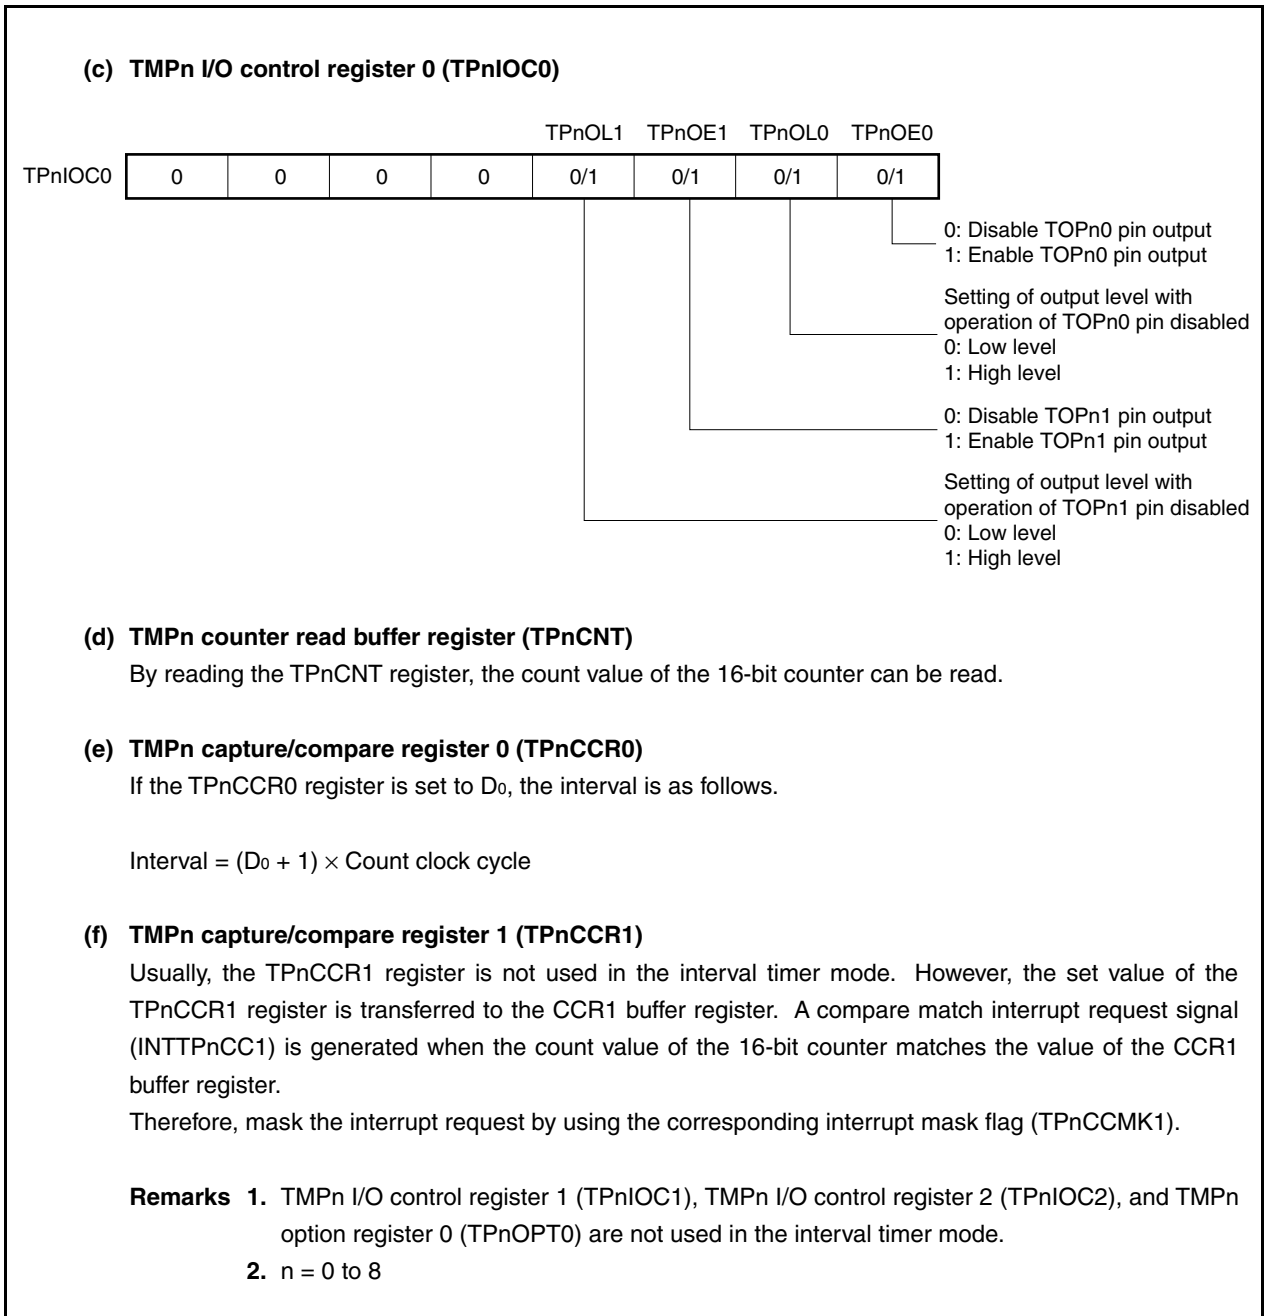 (c) TMPn I/O control register 0 (TPnIOC0)
TPnOL1 TPnOE1 TPnOL0 TPnOE0
TPnIOC0 0 0 0 0 0/1 0/1 0/1 0/1
0: Disable TOPn0 pin output
1: Enable TOPn0 pin output
Setting of output level with
operation of TOPn0 pin disabled
0: Low level
1: High level
0: Disable TOPn1 pin output
1: Enable TOPn1 pin output
Setting of output level with
operation of TOPn1 pin disabled
0: Low level
1: High level
(d) TMPn counter read buffer register (TPnCNT)
By reading the TPnCNT register, the count value of the 16-bit counter can be read.
(e) TMPn capture/compare register 0 (TPnCCR0)
If the TPnCCR0 register is set to D0, the interval is as follows.
Interval = (D0 + 1) × Count clock cycle
(f) TMPn capture/compare register 1 (TPnCCR1)
Usually, the TPnCCR1 register is not used in the interval timer mode. However, the set value of the
TPnCCR1 register is transferred to the CCR1 buffer register. A compare match interrupt request signal
(INTTPnCC1) is generated when the count value of the 16-bit counter matches the value of the CCR1
buffer register.
Therefore, mask the interrupt request by using the corresponding interrupt mask flag (TPnCCMK1).
Remarks 1. TMPn I/O control register 1 (TPnIOC1), TMPn I/O control register 2 (TPnIOC2), and TMPn
option register 0 (TPnOPT0) are not used in the interval timer mode.
2. n = 0 to 8